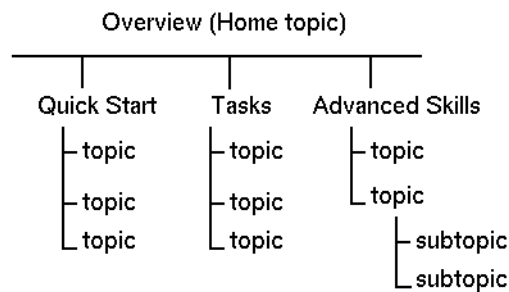 Overview (Home topic)
Quick Start Tasks Advanced Skills
topic topic topic
topic topic topic
topic topic
subtopic
subtopic